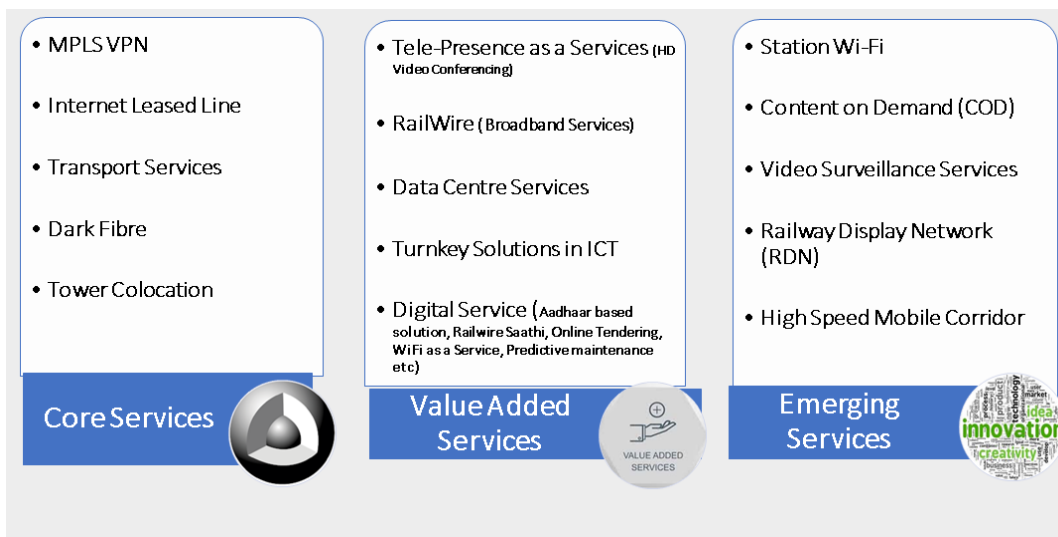 • MPLS VPN
• Internet Leased Line
• Transport Services
• Dark Fibre
• Tower Colocation
Core Services
• Tele-Presence as a Services (HD
Video Conferencing)
• RailWire (Broadband Services)
• Data Centre Services
• Turnkey Solutions in ICT
• Digital Service (Aadhaar based
solution, Railwire Saathi, Online Tendering,
WiFi as a Service, Predictive maintenance
etc)
Value Added
Services
VALUE ADDED
SERVICES
• Station Wi-Fi
• Content on Demand (COD)
• Video Surveillance Services
• Railway Display Network
(RDN)
• High Speed Mobile Corridor
Emerging
Services
product
technology
market
idea
innovation
creativity
business